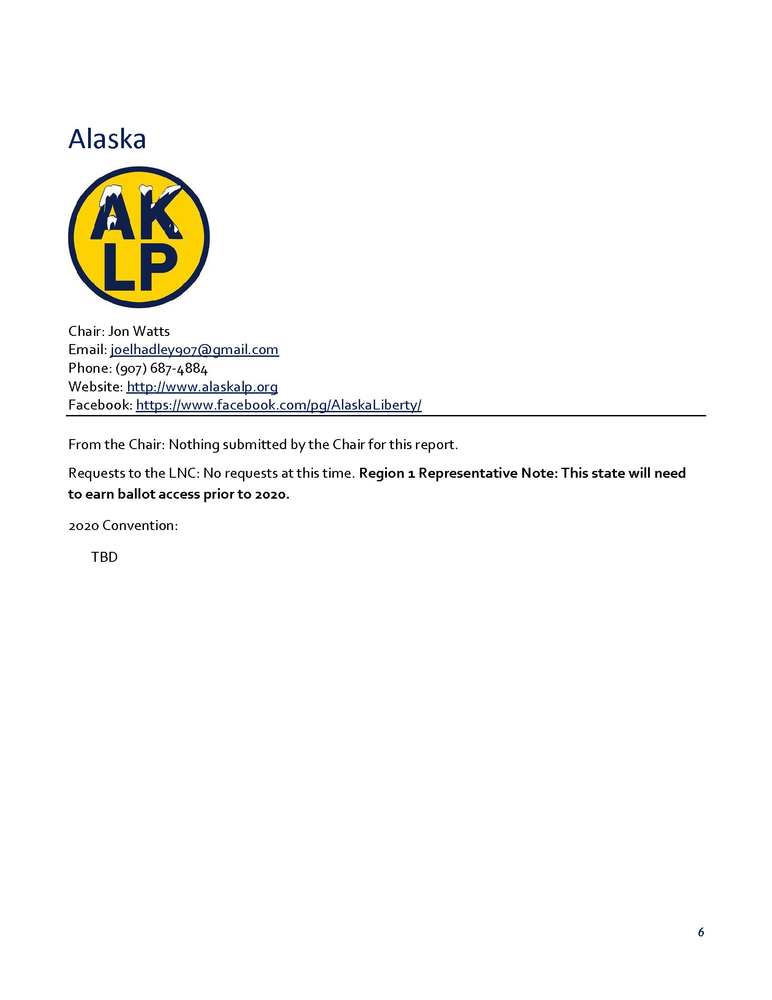 Alaska
AK
LP
Chair: Jon Watts
Email: joelhadley907@gmail.com
Phone: (907) 687-4884
Website: http://www.alaskalp.org
Facebook: https://www.facebook.com/pg/AlaskaLiberty/
From the Chair: Nothing submitted by the Chair for this report.
Requests to the LNC: No requests at this time. Region 1 Representative Note: This state will need
to earn ballot access prior to 2020.
2020 Convention:
TBD
6